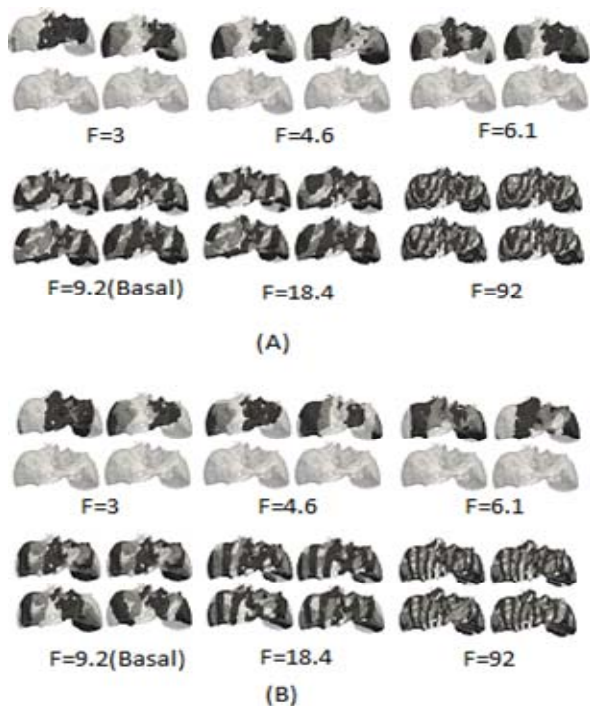 F=3 F=4.6 F=6.1
F=9.2(Basal) F=18.4 F=92
(A)
F=3 F=4.6 F=6.1
F=9.2(Basal) F=18.4 F=92
(B)